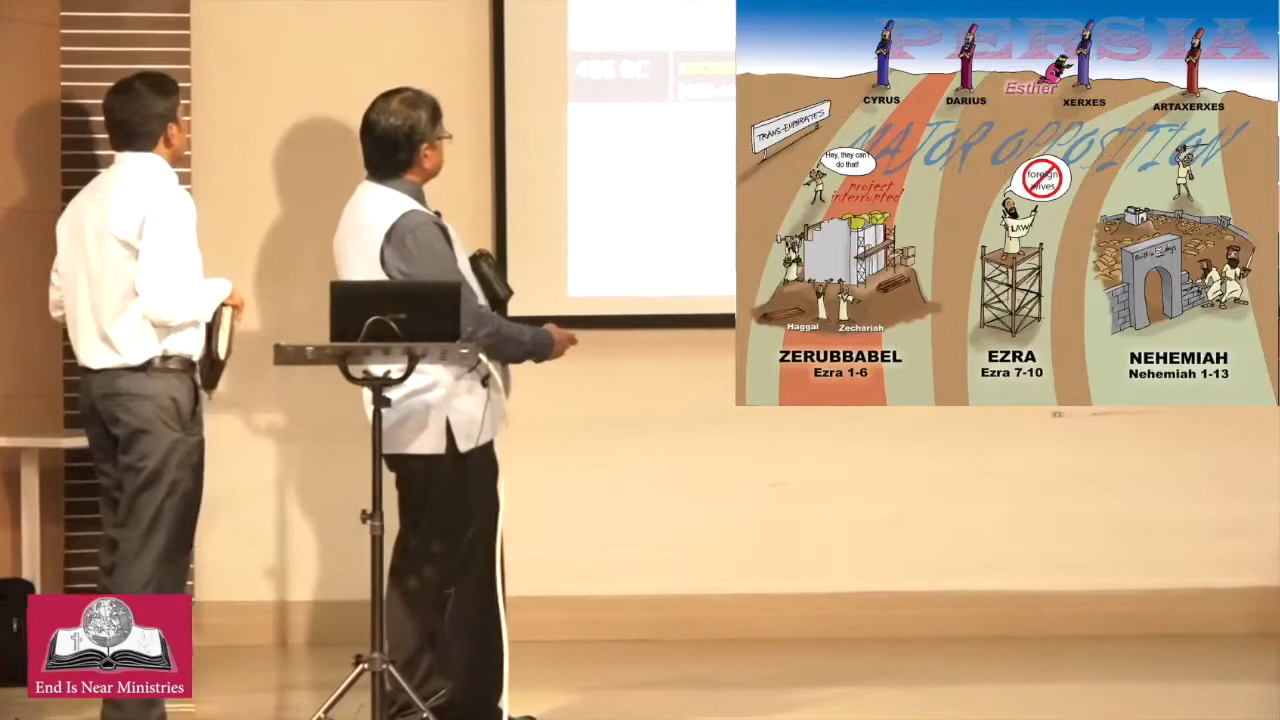 PERSIA
CYRUS
DARIUS
Esther
XERXES
ARTAXERXES
TRANS-EUPHRATES
MAJOR OPPOSITION
Hey, they can't
do that!
project
interrupted
foreign
wives
LAW
Haggai
Zechariah
ZERUBBABEL
Ezra 1-6
EZRA
Ezra 7-10
NEHEMIAH
Nehemiah 1-13
End Is Near Ministries